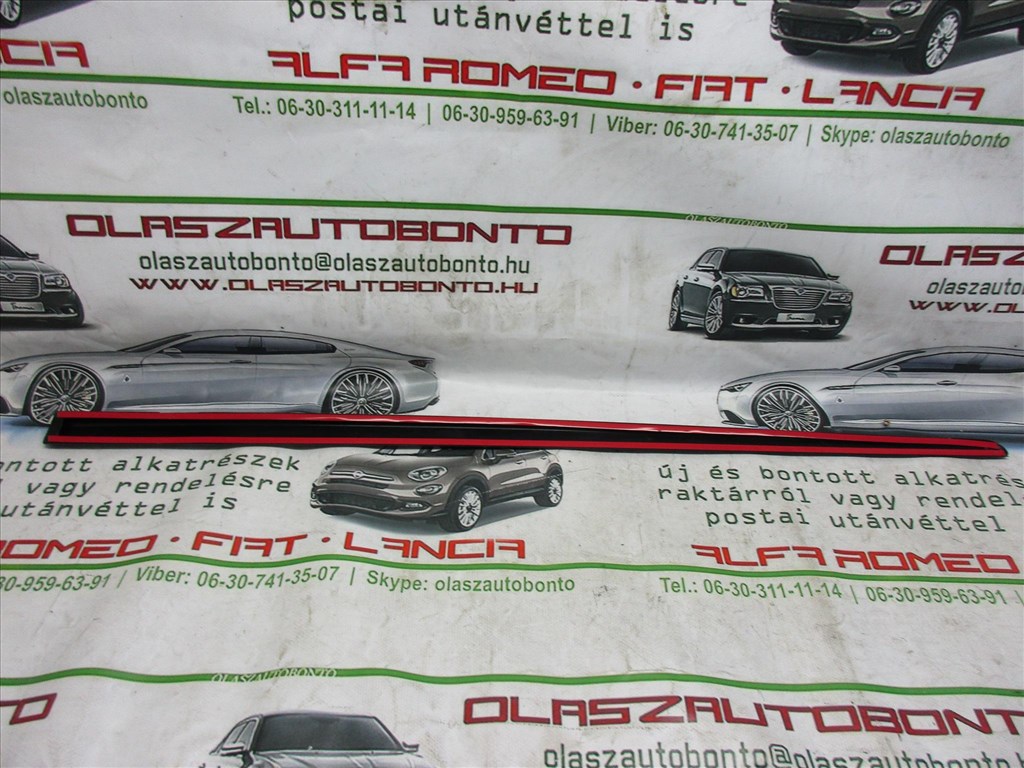 postai utánvéttel is
ALFA ROMEO · FIAT · LANCIA
olaszautobonto
Tel.: 06-30-311-11-14 | 06-30-959-63-91 | Viber: 06-30-741-35-07 | Skype: olaszautobonto
OLASZAUTOBONTO
OLASZAUTOBONTO
olaszautobonto@olaszautobonto.hu
WWW.OLASZAUTOBONTO.HU
bontott alkatrészek
vagy rendelésre
utánvéttel is
új és bontott alkatrés
raktárról vagy rendel
postai utánvéttel
ROMEO · FIAT · LANCIA
ALFA ROMEO
30-959-63-91 / Viber: 06-30-741-35-07 | Skype: olaszautobonto
Tel.: 06-30-311-11-14 | 06-30-959-63-91
OLASZAUTOBONTO
OLASZAUTOBONT
olaszautobonto@olaszautobonto